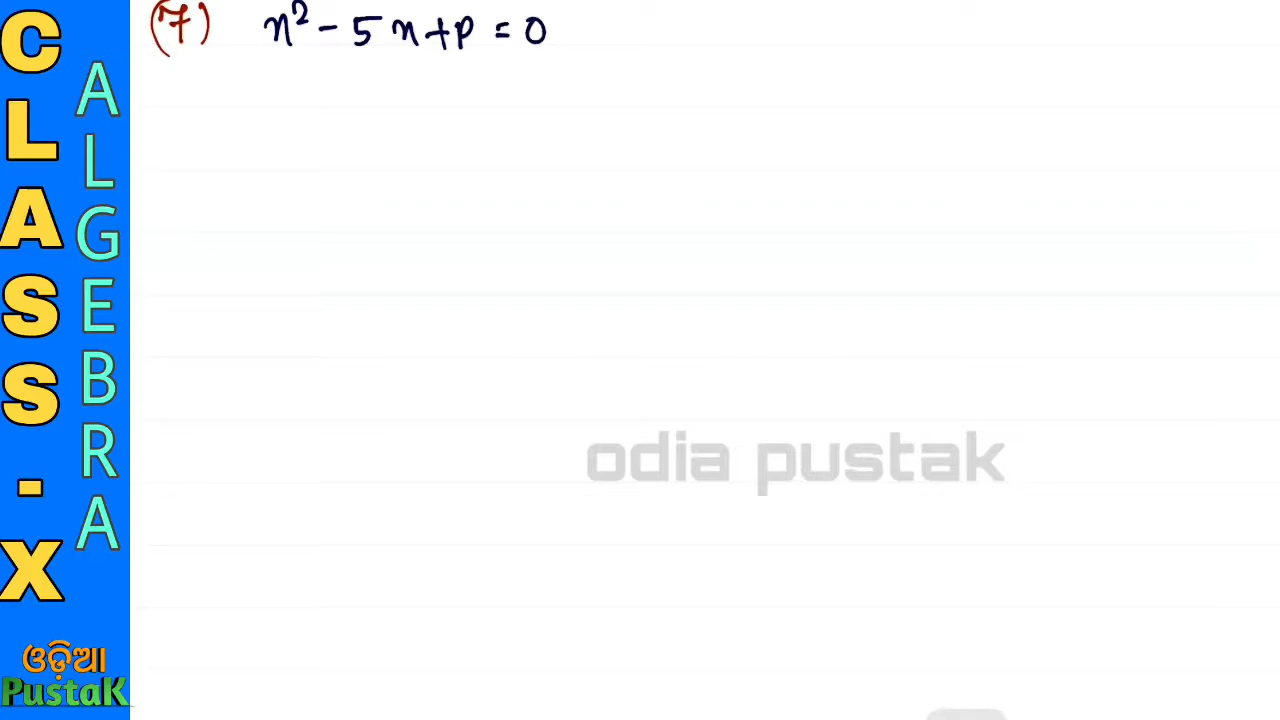 CLASS-X
ALGEBRA
ଓଡ଼ିଆ
PustaK
(7) x² - 5x + p = 0
odia pustak